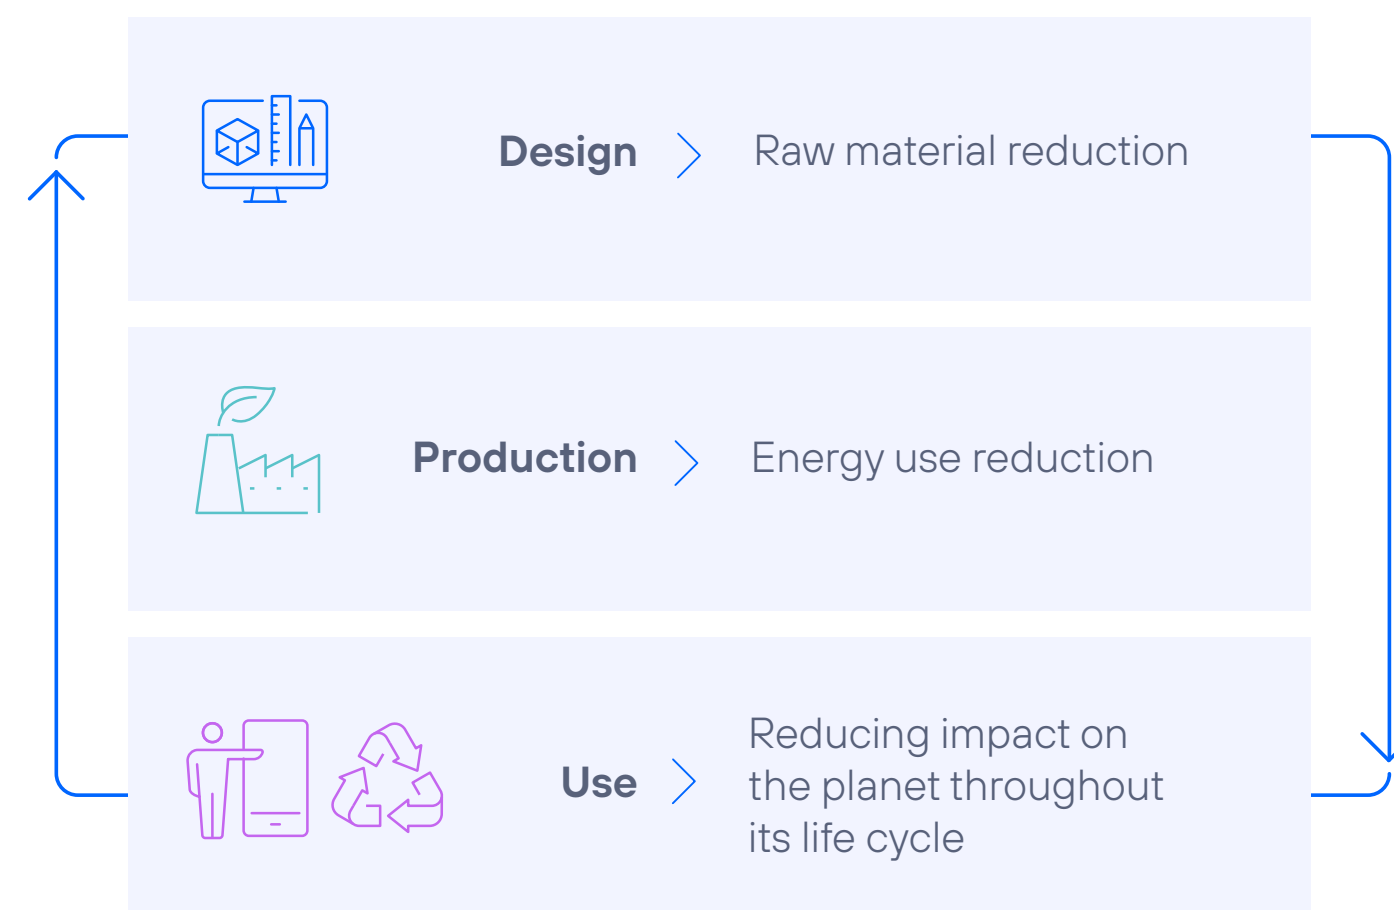 Design
Raw material reduction
Production
Energy use reduction
Use
Reducing impact on
the planet throughout
its life cycle